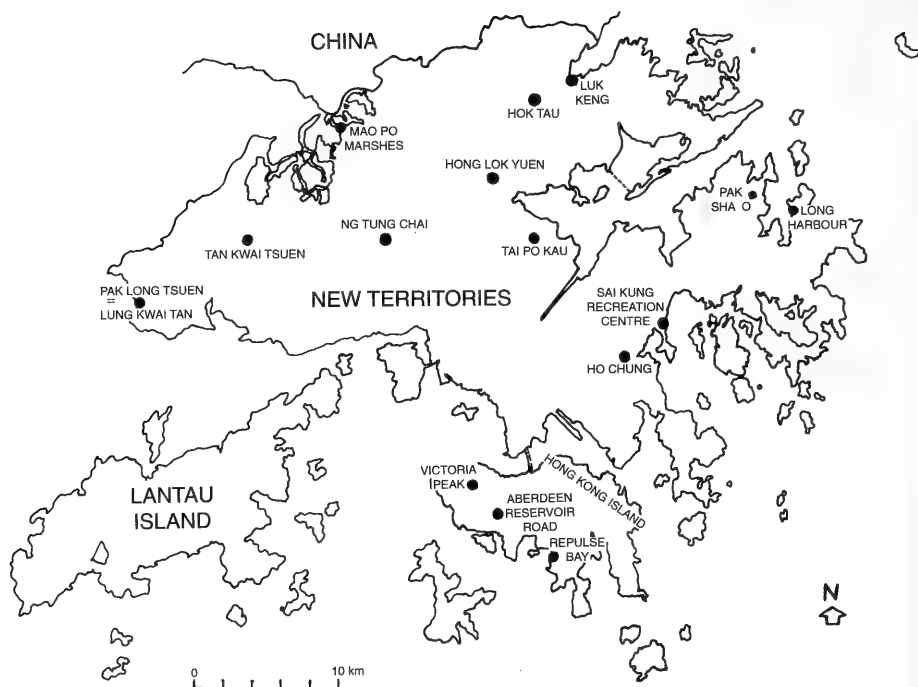 CHINA
LUK
KENG
HOK TAU
MAO PO
MARSHES
HONG LOK YUEN
PAK
SHA O
LONG
HARBOUR
NG TUNG CHAI
TAN KWAI TSUEN
TAI PO KAU
PAK LONG TSUEN
=
LUNG KWAI TAN
NEW TERRITORIES
SAI KUNG
RECREATION
CENTRE
HO CHUNG
VICTORIA
PEAK
HONG KONG ISLAND
LANTAU
ISLAND
ABERDEEN
RESERVOIR
ROAD
REPULSE
BAY
N
0 10 km